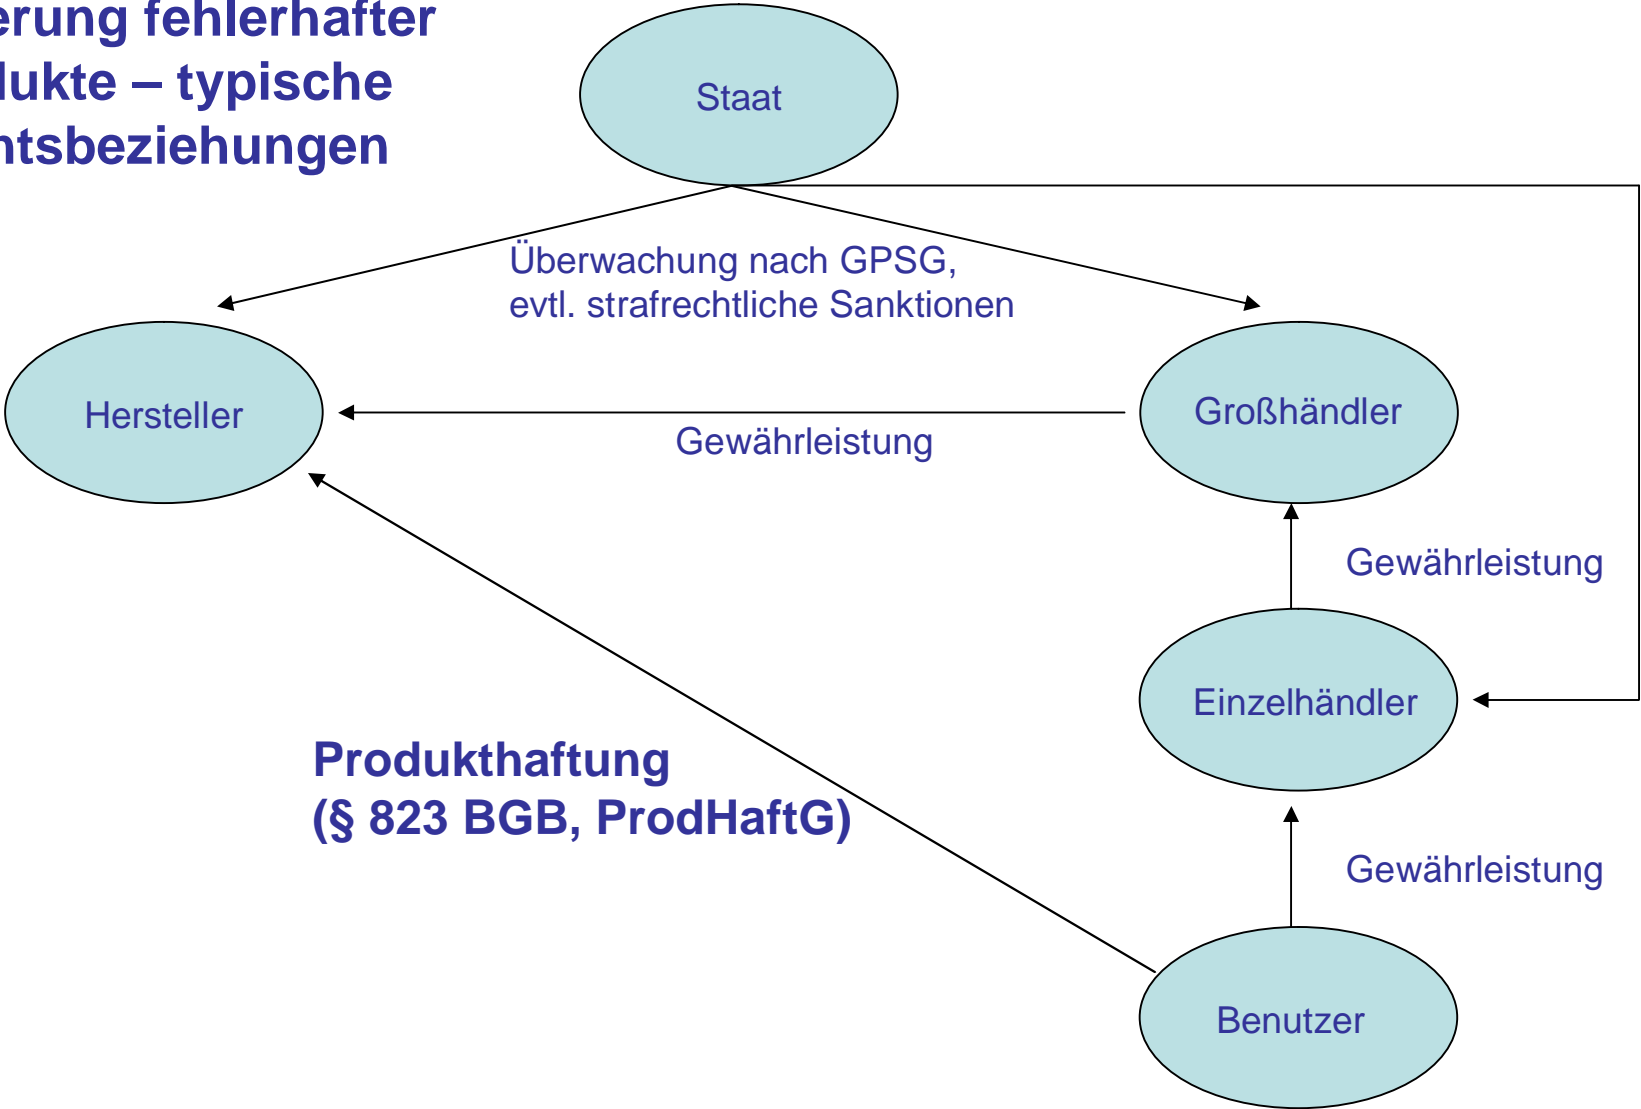 erung fehlerhafter
dukte – typische
ntsbeziehungen
Staat
Überwachung nach GPSG,
evtl. strafrechtliche Sanktionen
Hersteller
Großhändler
Gewährleistung
Gewährleistung
Einzelhändler
Produkthaftung
(§ 823 BGB, ProdHaftG)
Gewährleistung
Benutzer